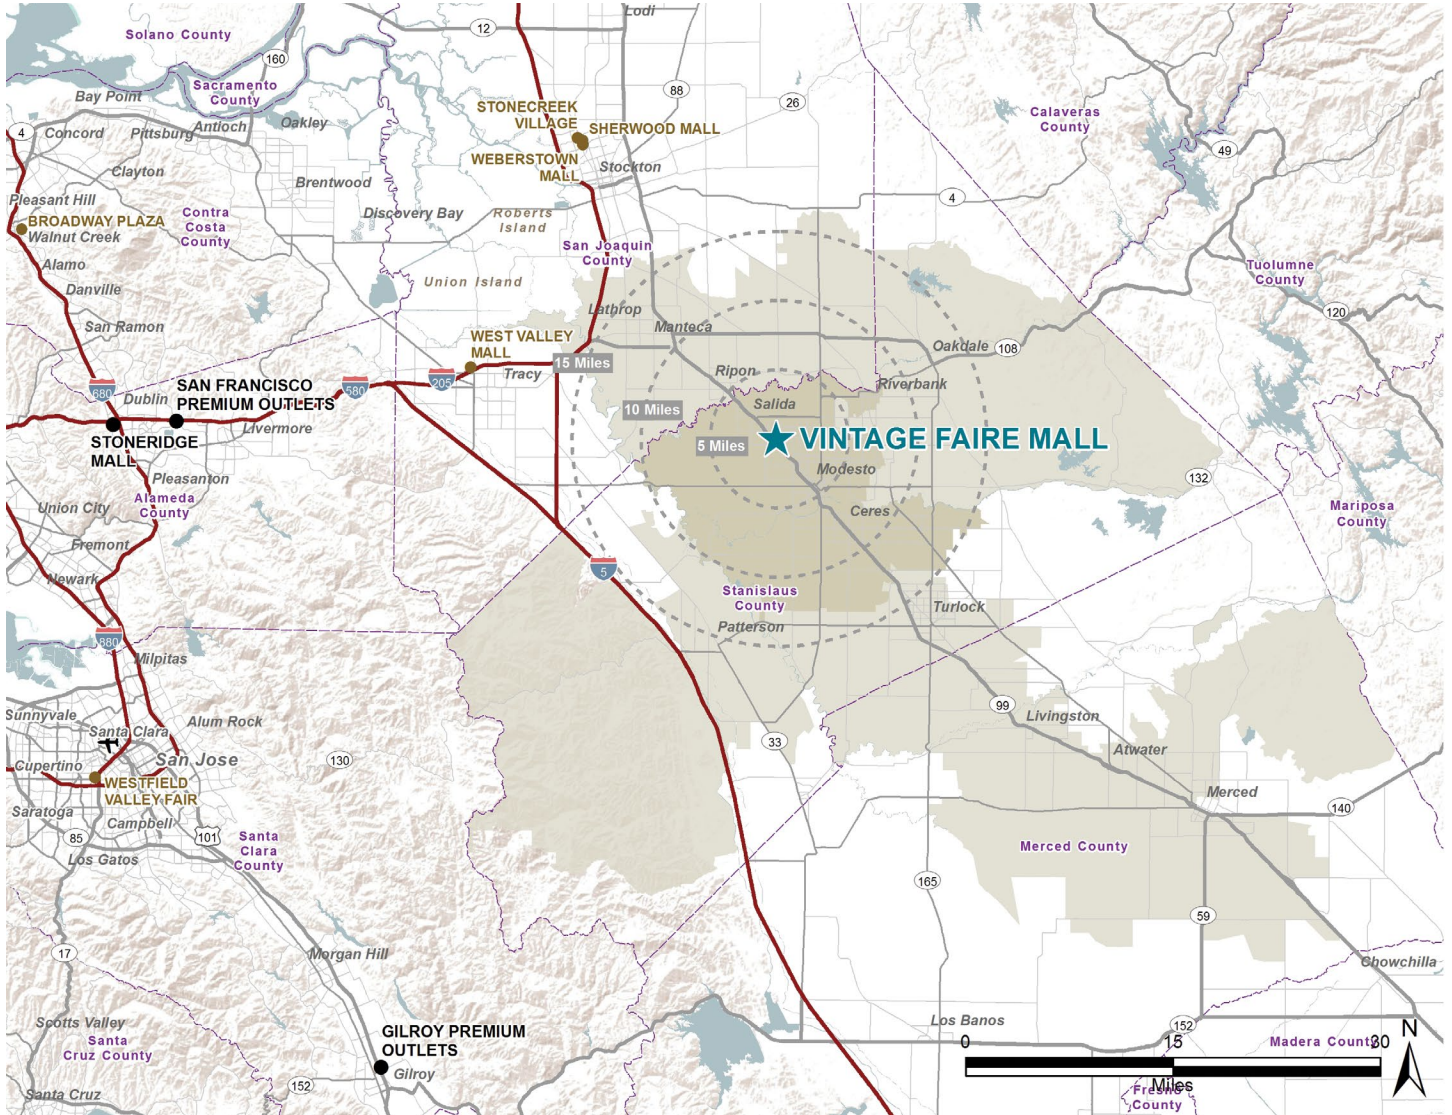 Lodi
Solano County
12
160
Sacramento
County
Bay Point
88
26
STONECREEK
VILLAGE
SHERWOOD MALL
Calaveras
County
4
Concord
Pittsburg
Antioch
Oakley
WEBERSTOWN
MALL
Stockton
49
Clayton
Brentwood
Pleasant Hill
4
BROADWAY PLAZA
Walnut Creek
Contra
Costa
County
Discovery Bay
Roberts
Island
San Joaquin
County
Alamo
Danville
Union Island
Tuolumne
County
San Ramon
Lathrop
Manteca
120
WEST VALLEY
MALL
15 Miles
Oakdale
108
Tracy
Ripon
Riverbank
680
Dublin
SAN FRANCISCO
PREMIUM OUTLETS
580
205
10 Miles
Salida
STONERIDGE
MALL
Livermore
5 Miles
VINTAGE FAIRE MALL
Pleasanton
Modesto
132
Alameda
County
Union City
Ceres
Mariposa
County
Fremont
Newark
5
Stanislaus
County
Turlock
Patterson
880
Milpitas
Sunnyvale
Alum Rock
Santa Clara
99
Livingston
33
Atwater
San Jose
130
Cupertino
WESTFIELD
VALLEY FAIR
Merced
140
Saratoga
Campbell
85
101
Los Gatos
Santa
Clara
County
Merced County
165
59
17
Morgan Hill
Chowchilla
Scotts Valley
Santa
Cruz County
GILROY PREMIUM
OUTLETS
Los Banos
152
Madera County
N
0
15
30
Miles
Gilroy
152
Santa Cruz
Fresno
County